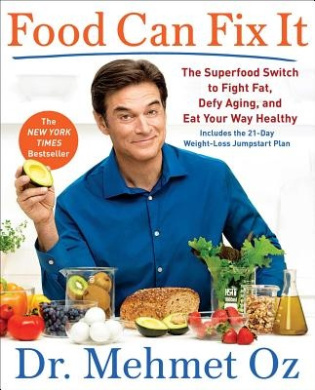 Food Can Fix It
The Superfood Switch
to Fight Fat,
Defy Aging, and
Eat Your Way Healthy
Includes the 21-Day
Weight-Loss Jumpstart Plan
The
NEW YORK
TIMES
Bestseller
Dr. Mehmet Oz